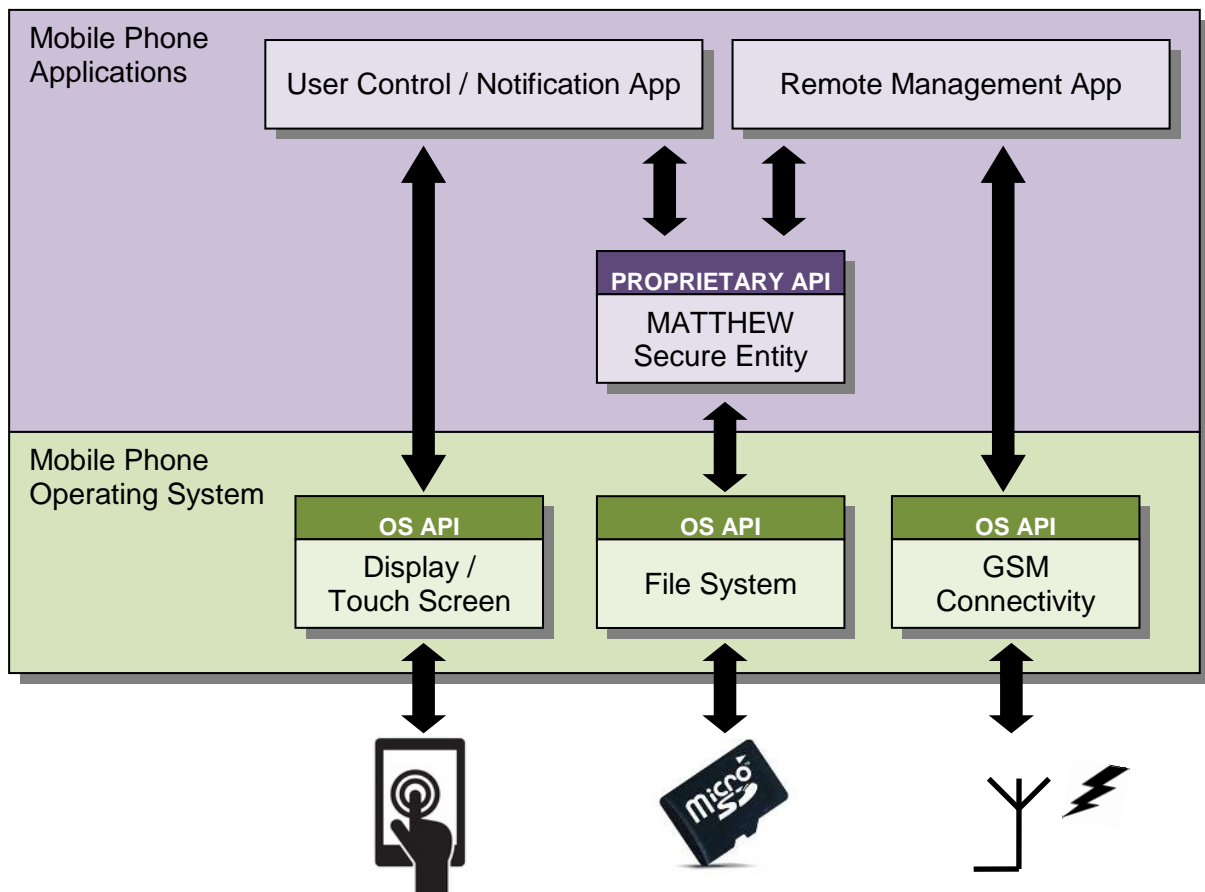 Mobile Phone
Applications
User Control / Notification App
Remote Management App
PROPRIETARY API
MATTHEW
Secure Entity
Mobile Phone
Operating System
OS API
Display /
Touch Screen
OS API
File System
OS API
GSM
Connectivity
Micro
SD